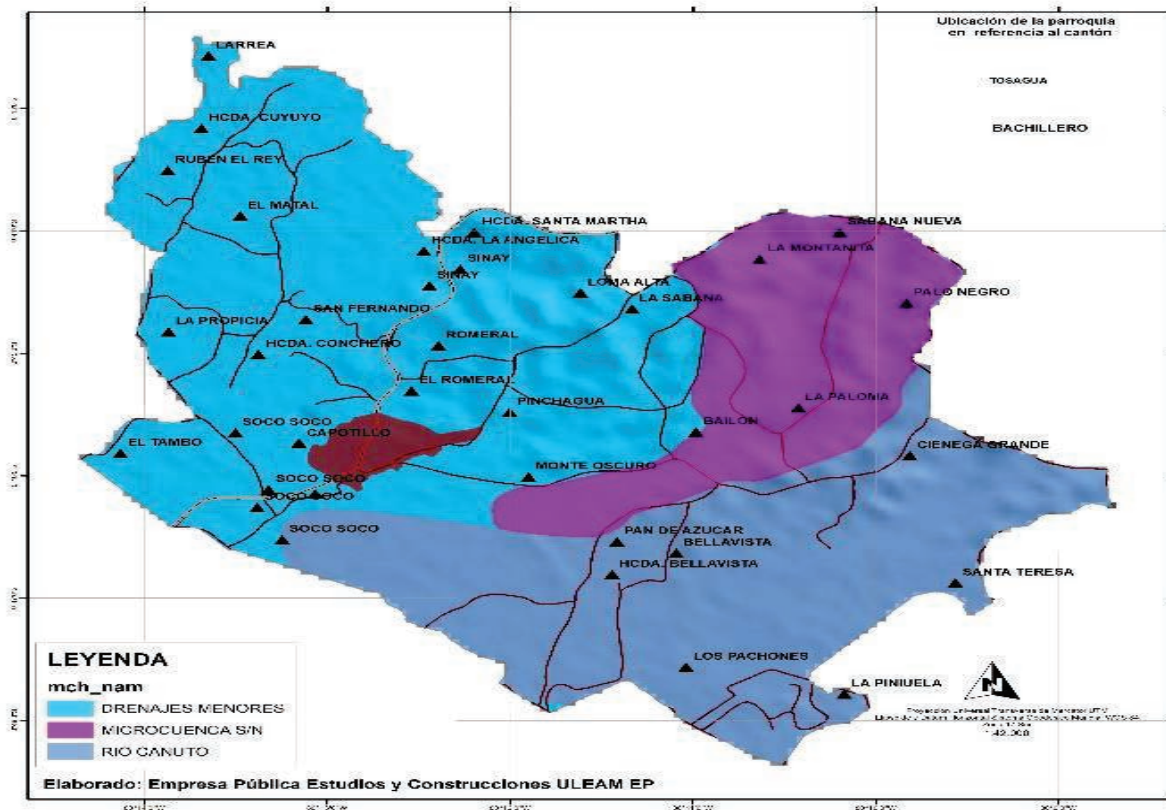 Ubicación de la parroquia
en referencia al cantón
TOSAGUA
BACHILLERO
LARREA
HCDA. CUYUYO
RUBEN EL REY
EL MATAL
HCDA. SANTA MARTHA
SABANA NUEVA
HCDA. LA ANGELICA
LA MONTANITA
SINAY
SINAY
LOMA ALTA
LA SABANA
PALO NEGRO
SAN FERNANDO
LA PROPICIA
ROMERAL
HCDA. CONCHERO
EL ROMERAL
PINCHAGUA
LA PALOMA
SOCO SOCO
BAILON
CAPOTILLO
EL TAMBO
CIENEGA GRANDE
MONTE OSCURO
SOCO SOCO
SOCO SOCO
SOCO SOCO
PAN DE AZUCAR
BELLAVISTA
HCDA. BELLAVISTA
SANTA TERESA
LOS PACHONES
LA PINIUELA
N
LEYENDA
mch_nam
DRENAJES MENORES
MICROCUENCA S/N
RIO CANUTO
Elaborado: Empresa Pública Estudios y Construcciones ULEAM EP